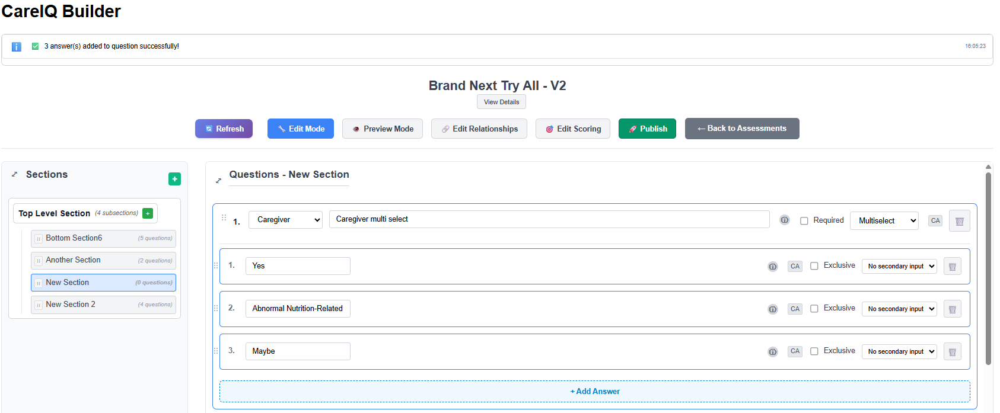 CareIQ Builder
3 answer(s) added to question successfully!
16:05:23
Brand Next Try All - V2
View Details
Refresh
Edit Mode
Preview Mode
Edit Relationships
Edit Scoring
Publish
← Back to Assessments
Sections
+
Top Level Section (4 subsections) +
Bottom Section6 (5 questions)
Another Section (2 questions)
New Section (0 questions)
New Section 2 (4 questions)
Questions - New Section
1. Caregiver Caregiver multi select Required Multiselect CA
1. Yes CA Exclusive No secondary input
2. Abnormal Nutrition-Related CA Exclusive No secondary input
3. Maybe CA Exclusive No secondary input
+ Add Answer